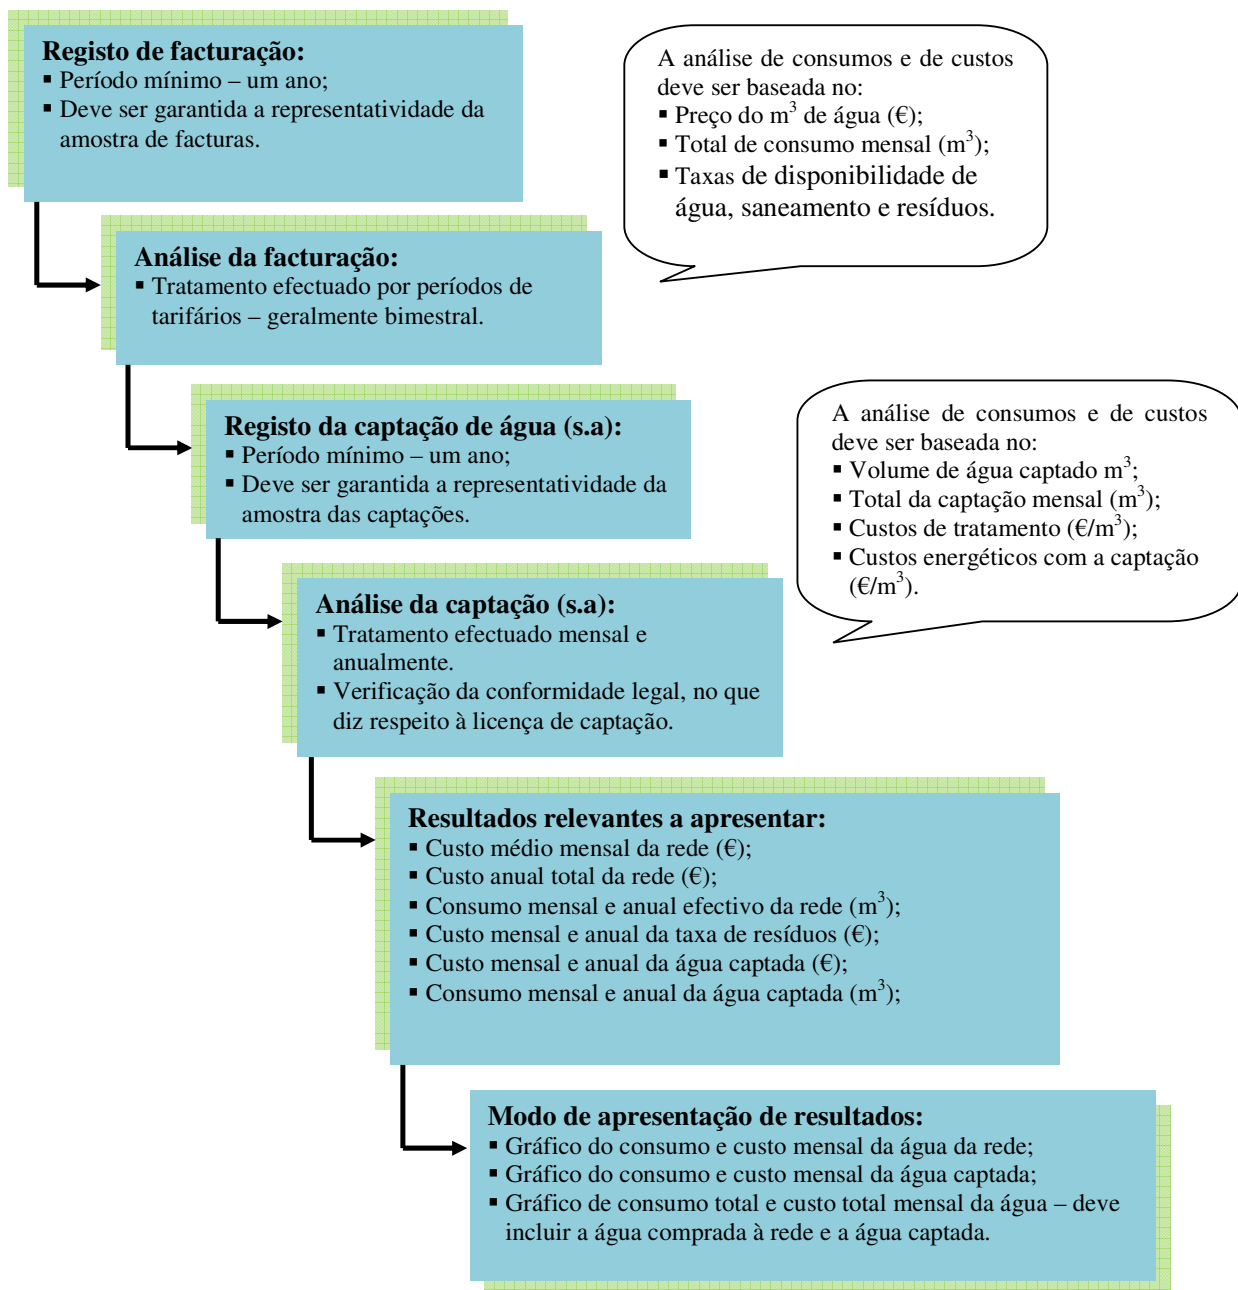 Registo de facturação:
▪ Período mínimo – um ano;
▪ Deve ser garantida a representatividade da
amostra de facturas.
A análise de consumos e de custos
deve ser baseada no:
▪ Preço do m³ de água (€);
▪ Total de consumo mensal (m³);
▪ Taxas de disponibilidade de
água, saneamento e resíduos.
Análise da facturação:
▪ Tratamento efectuado por períodos de
tarifários – geralmente bimestral.
Registo da captação de água (s.a):
▪ Período mínimo – um ano;
▪ Deve ser garantida a representatividade da
amostra das captações.
A análise de consumos e de custos
deve ser baseada no:
▪ Volume de água captado m³;
▪ Total da captação mensal (m³);
▪ Custos de tratamento (€/m³);
▪ Custos energéticos com a captação
(€/m³).
Análise da captação (s.a):
▪ Tratamento efectuado mensal e
anualmente.
▪ Verificação da conformidade legal, no que
diz respeito à licença de captação.
Resultados relevantes a apresentar:
▪ Custo médio mensal da rede (€);
▪ Custo anual total da rede (€);
▪ Consumo mensal e anual efectivo da rede (m³);
▪ Custo mensal e anual da taxa de resíduos (€);
▪ Custo mensal e anual da água captada (€);
▪ Consumo mensal e anual da água captada (m³);
Modo de apresentação de resultados:
▪ Gráfico do consumo e custo mensal da água da rede;
▪ Gráfico do consumo e custo mensal da água captada;
▪ Gráfico de consumo total e custo total mensal da água – deve
incluir a água comprada à rede e a água captada.